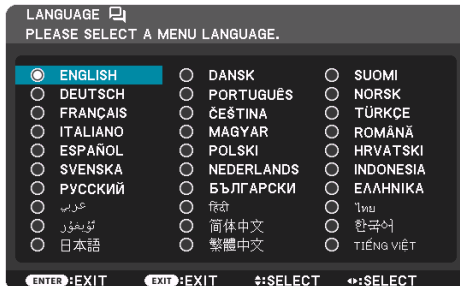 LANGUAGE
PLEASE SELECT A MENU LANGUAGE.
ENGLISH DANSK SUOMI
DEUTSCH PORTUGUÊS NORSK
FRANÇAIS ČEŠTINA TÜRKÇE
ITALIANO MAGYAR ROMÂNĂ
ESPAÑOL POLSKI HRVATSKI
SVENSKA NEDERLANDS INDONESIA
РУССКИЙ БЪЛГАРСКИ ΕΛΛΗΝΙΚΑ
عربي हिंदी ไทย
ئۇيغۇر 简体中文 한국어
日本語 繁體中文 TIẾNG VIỆT
ENTER:EXIT EXIT:EXIT :SELECT :SELECT